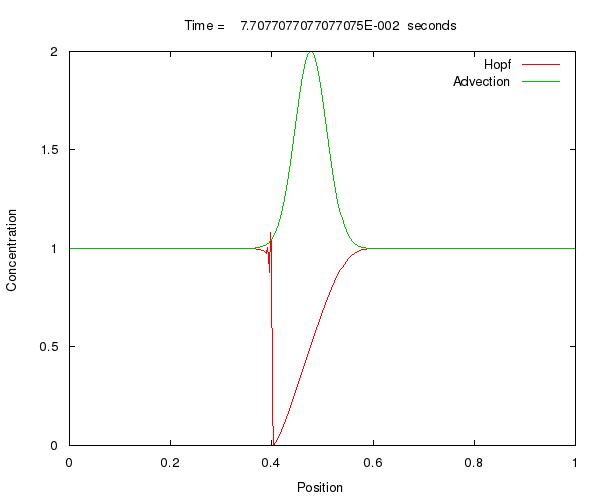 Time = 7.7077077077077075E-002 seconds
Hopf
Advection
2
1.5
1
0.5
0
Concentration
0 0.2 0.4 0.6 0.8 1
Position